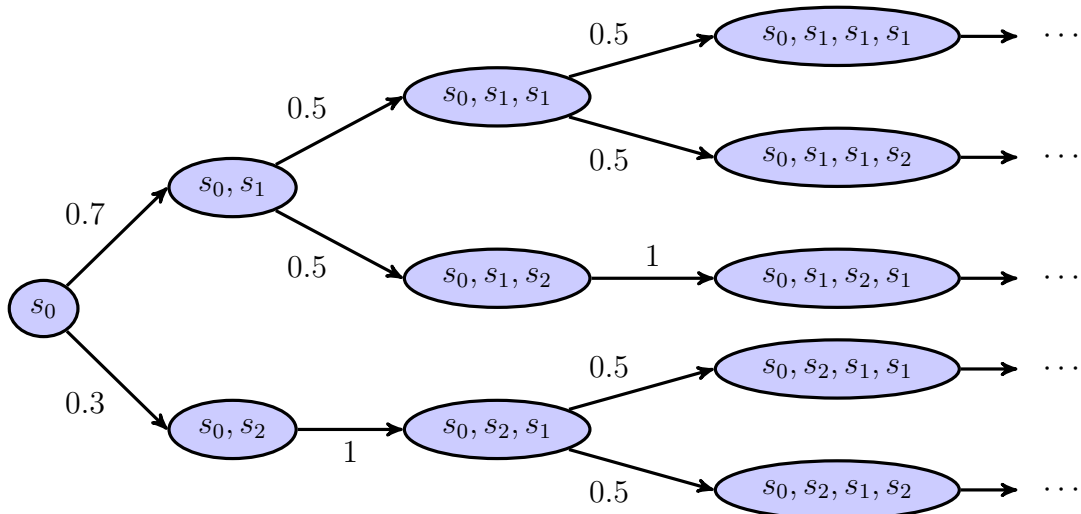 0.5 s₀, s₁, s₁, s₁ ⋯
0.5 s₀, s₁, s₁
0.5 s₀, s₁, s₁, s₂ ⋯
0.7 s₀, s₁
0.5 s₀, s₁, s₂ 1 s₀, s₁, s₂, s₁ ⋯
s₀
0.5 s₀, s₂, s₁, s₁ ⋯
0.3 s₀, s₂ 1 s₀, s₂, s₁
0.5 s₀, s₂, s₁, s₂ ⋯